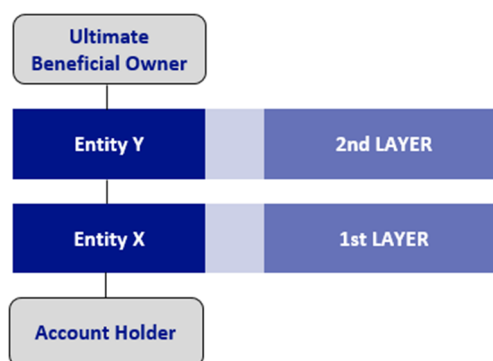 Ultimate
Beneficial Owner
Entity Y
2nd LAYER
Entity X
1st LAYER
Account Holder